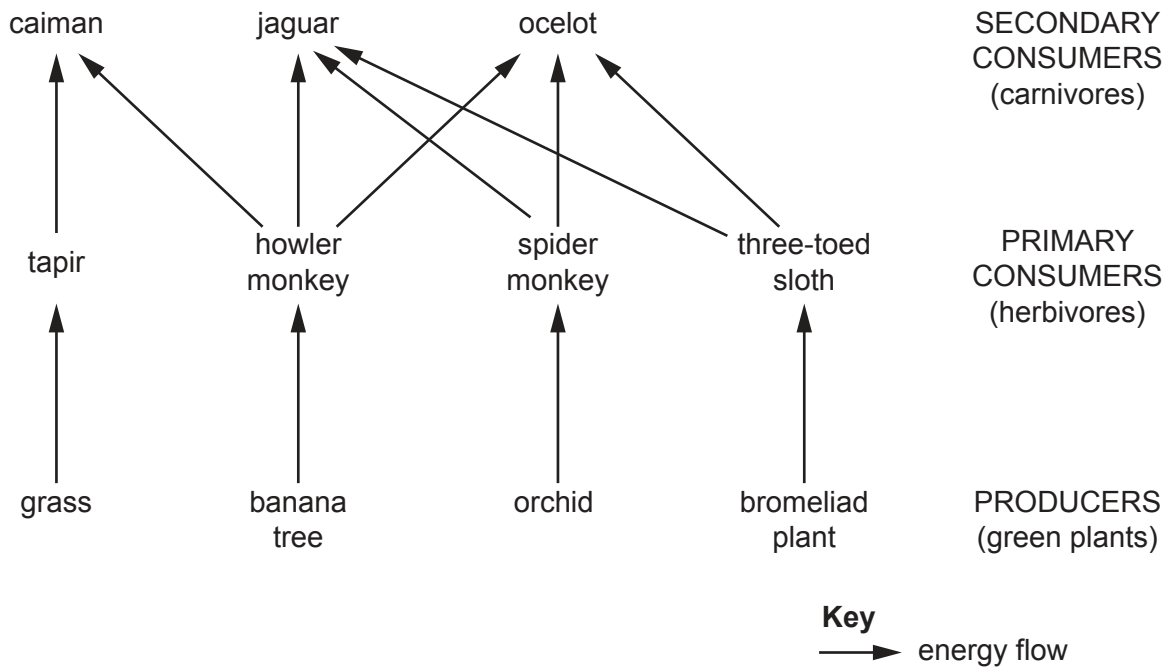 caiman
jaguar
ocelot
SECONDARY
CONSUMERS
(carnivores)
tapir
howler
monkey
spider
monkey
three-toed
sloth
PRIMARY
CONSUMERS
(herbivores)
grass
banana
tree
orchid
bromeliad
plant
PRODUCERS
(green plants)
Key
energy flow